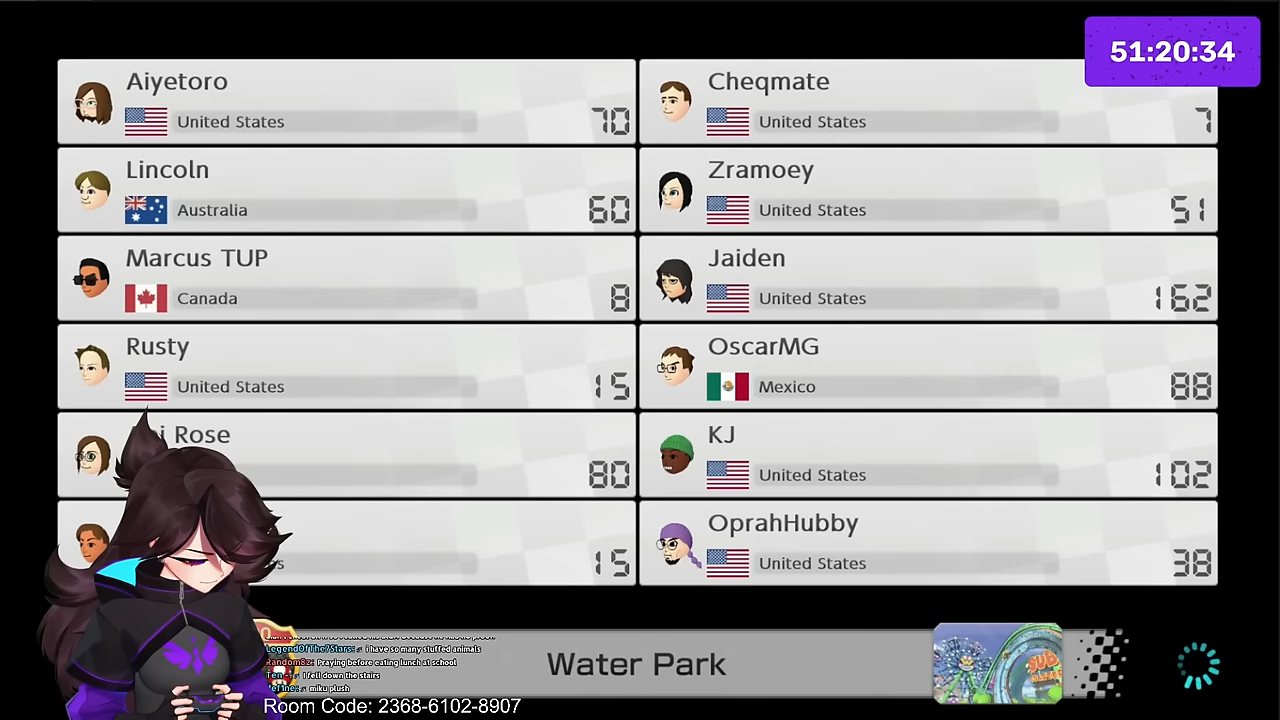 51:20:34
Aiyetoro
United States
70
Cheqmate
United States
7
Lincoln
Australia
60
Zramoey
United States
51
Marcus TUP
Canada
8
Jaiden
United States
162
Rusty
United States
15
OscarMG
Mexico
88
Rose
80
KJ
United States
102
15
OprahHubby
United States
38
LegendOfThe7Stars: i have so many stuffed animals
Random8z: Praying before eating lunch at school
Ten : I fell down the stairs
miku plush
Water Park
Room Code: 2368-6102-8907